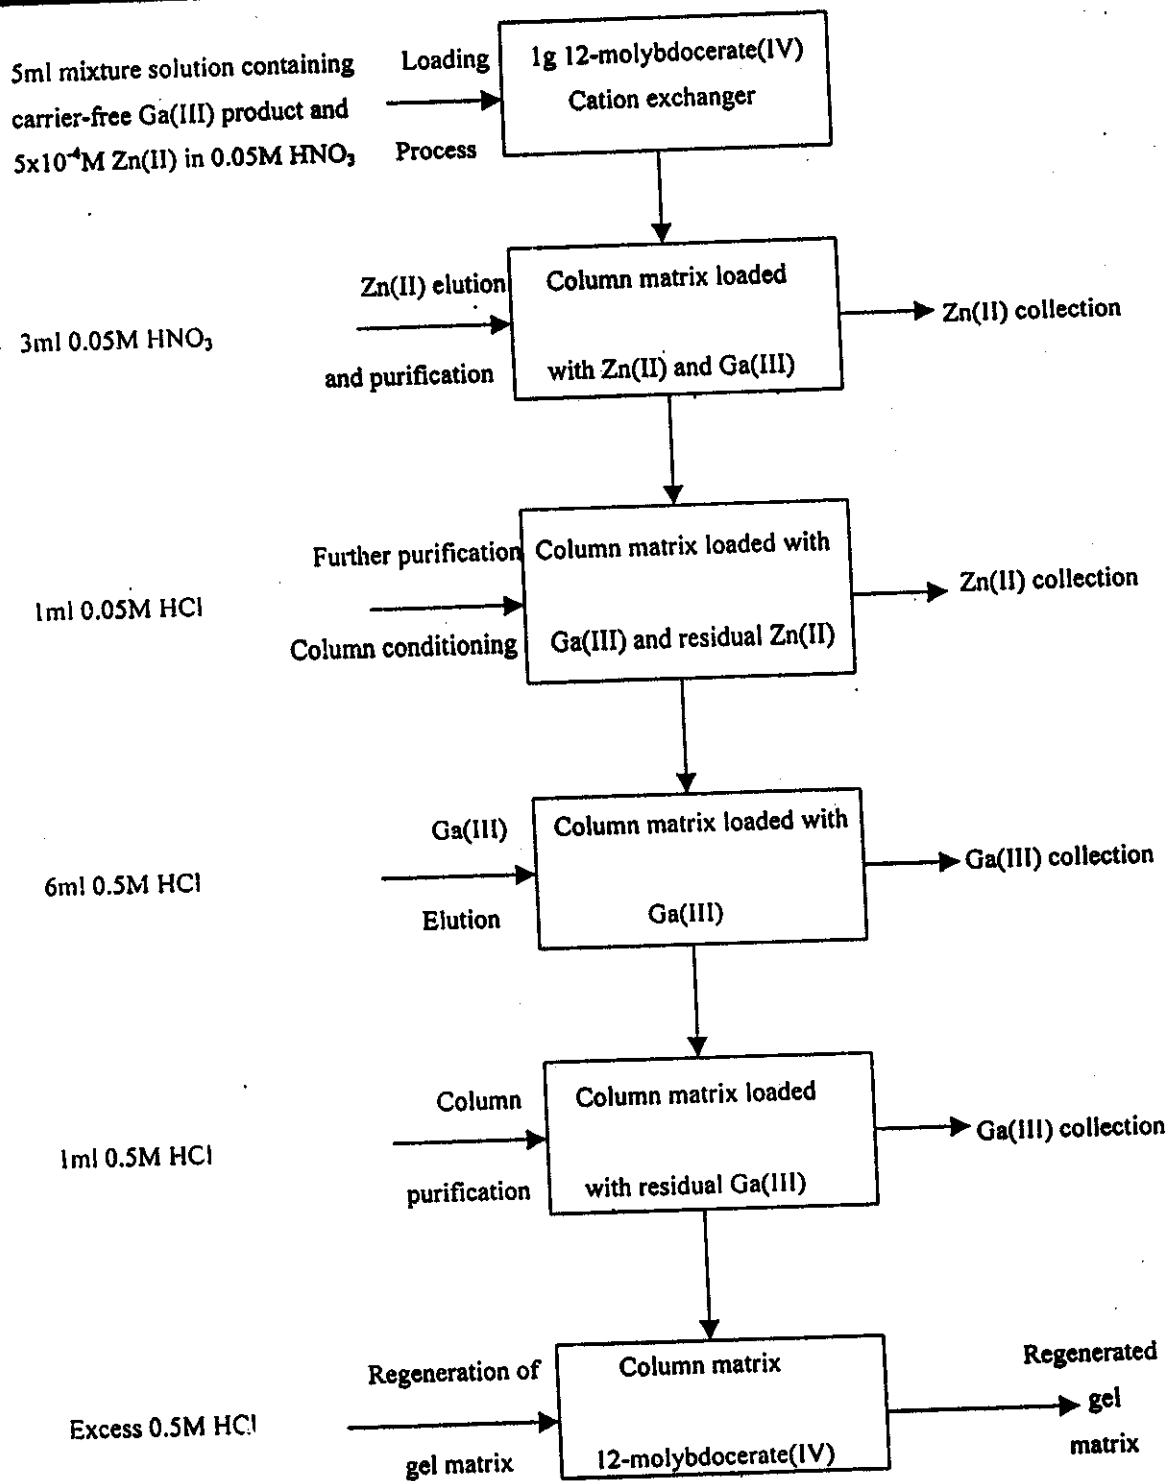 5ml mixture solution containing
carrier-free Ga(III) product and
5x10⁻⁴M Zn(II) in 0.05M HNO₃
Loading
Process
1g 12-molybdocerate(IV)
Cation exchanger
3ml 0.05M HNO₃
Zn(II) elution
and purification
Column matrix loaded
with Zn(II) and Ga(III)
Zn(II) collection
1ml 0.05M HCl
Further purification
Column conditioning
Column matrix loaded with
Ga(III) and residual Zn(II)
Zn(II) collection
6ml 0.5M HCl
Ga(III)
Elution
Column matrix loaded with
Ga(III)
Ga(III) collection
1ml 0.5M HCl
Column
purification
Column matrix loaded
with residual Ga(III)
Ga(III) collection
Excess 0.5M HCl
Regeneration of
gel matrix
Column matrix
12-molybdocerate(IV)
Regenerated
gel
matrix